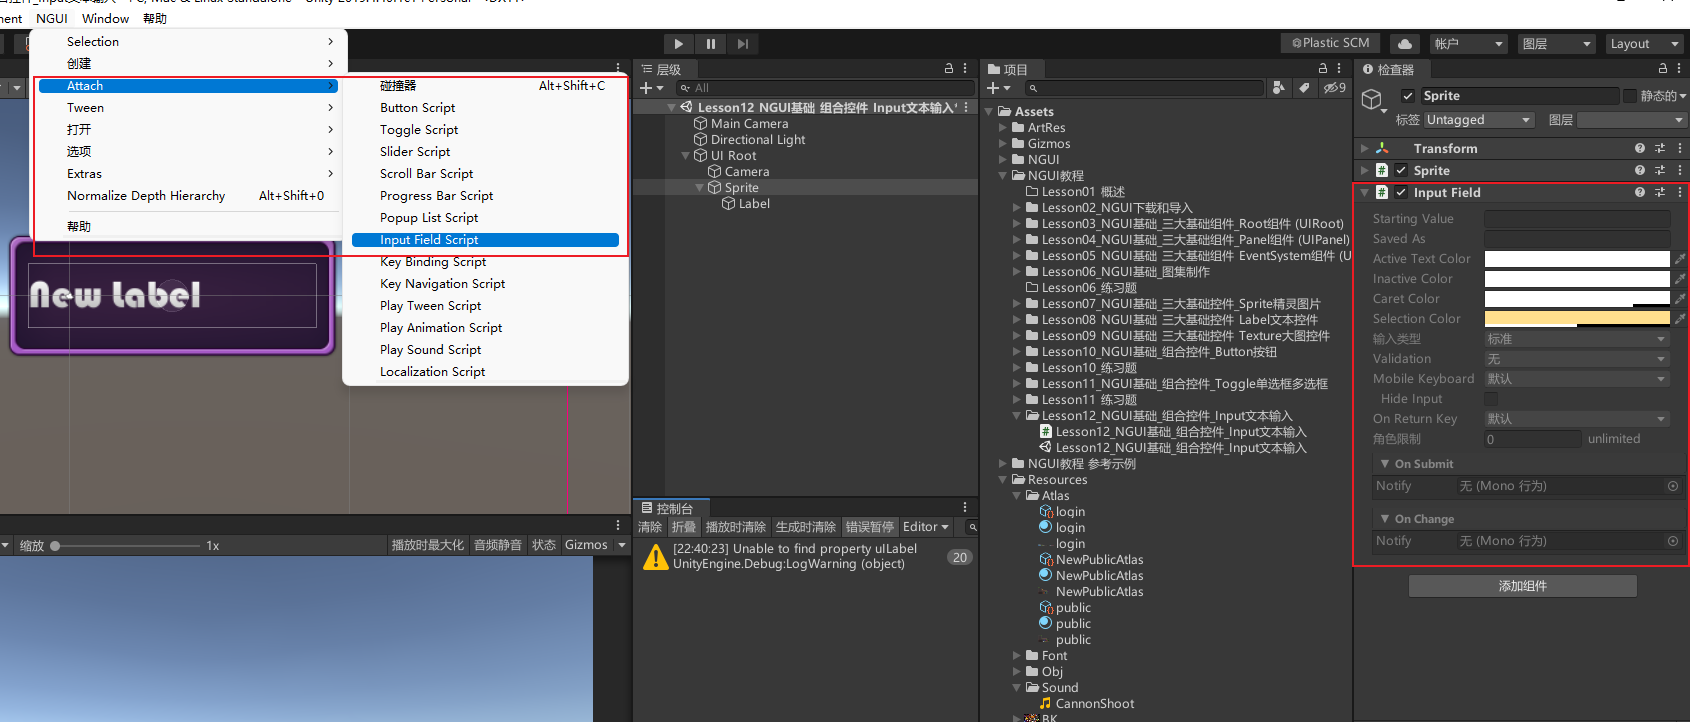 NGUI
Window
帮助
Selection
创建
Attach
Tween
打开
选项
Extras
Normalize Depth Hierarchy Alt+Shift+0
帮助
碰撞器 Alt+Shift+C
Button Script
Toggle Script
Slider Script
Scroll Bar Script
Progress Bar Script
Popup List Script
Input Field Script
Key Binding Script
Key Navigation Script
Play Tween Script
Play Animation Script
Play Sound Script
Localization Script
New Label
缩放 1x 播放时最大化 音频静音 状态 Gizmos
Plastic SCM 帐户 图层 Layout
层级
All
Lesson12_NGUI基础_组合控件_Input文本输入*
Main Camera
Directional Light
UI Root
Camera
Sprite
Label
控制台
清除 折叠 播放时清除 生成时清除 错误暂停 Editor
[22:40:23] Unable to find property uILabel
UnityEngine.Debug:LogWarning (object)
20
项目
9
Assets
ArtRes
Gizmos
NGUI
NGUI教程
Lesson01_概述
Lesson02_NGUI下载和导入
Lesson03_NGUI基础_三大基础组件_Root组件 (UIRoot)
Lesson04_NGUI基础_三大基础组件_Panel组件 (UIPanel)
Lesson05_NGUI基础_三大基础组件_EventSystem组件 (U
Lesson06_NGUI基础_图集制作
Lesson06_练习题
Lesson07_NGUI基础_三大基础控件_Sprite精灵图片
Lesson08_NGUI基础_三大基础控件_Label文本控件
Lesson09_NGUI基础_三大基础控件_Texture大图控件
Lesson10_NGUI基础_组合控件_Button按钮
Lesson10_练习题
Lesson11_NGUI基础_组合控件_Toggle单选框多选框
Lesson11_练习题
Lesson12_NGUI基础_组合控件_Input文本输入
Lesson12_NGUI基础_组合控件_Input文本输入
Lesson12_NGUI基础_组合控件_Input文本输入
NGUI教程_参考示例
Resources
Atlas
login
login
login
NewPublicAtlas
NewPublicAtlas
NewPublicAtlas
public
public
public
Font
Obj
Sound
CannonShoot
BK
检查器
Sprite 静态的
标签 Untagged 图层
Transform
Sprite
Input Field
Starting Value
Saved As
Active Text Color
Inactive Color
Caret Color
Selection Color
输入类型 标准
Validation 无
Mobile Keyboard 默认
Hide Input
On Return Key 默认
角色限制 0 unlimited
On Submit
Notify 无 (Mono 行为)
On Change
Notify 无 (Mono 行为)
添加组件